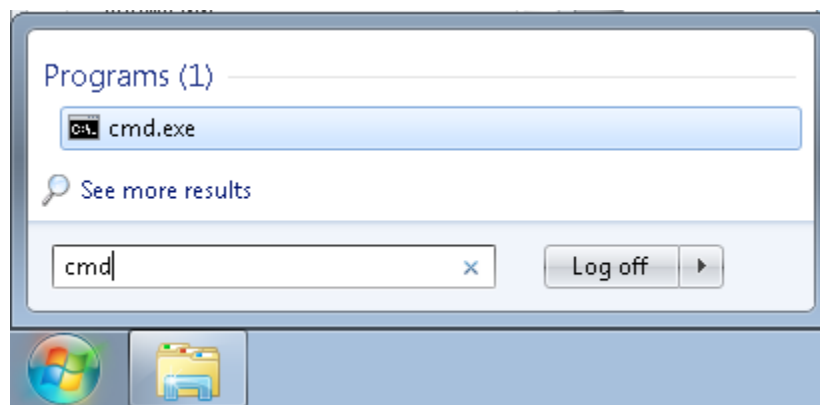 Programs (1)
C:\.
cmd.exe
See more results
cmd
Log off